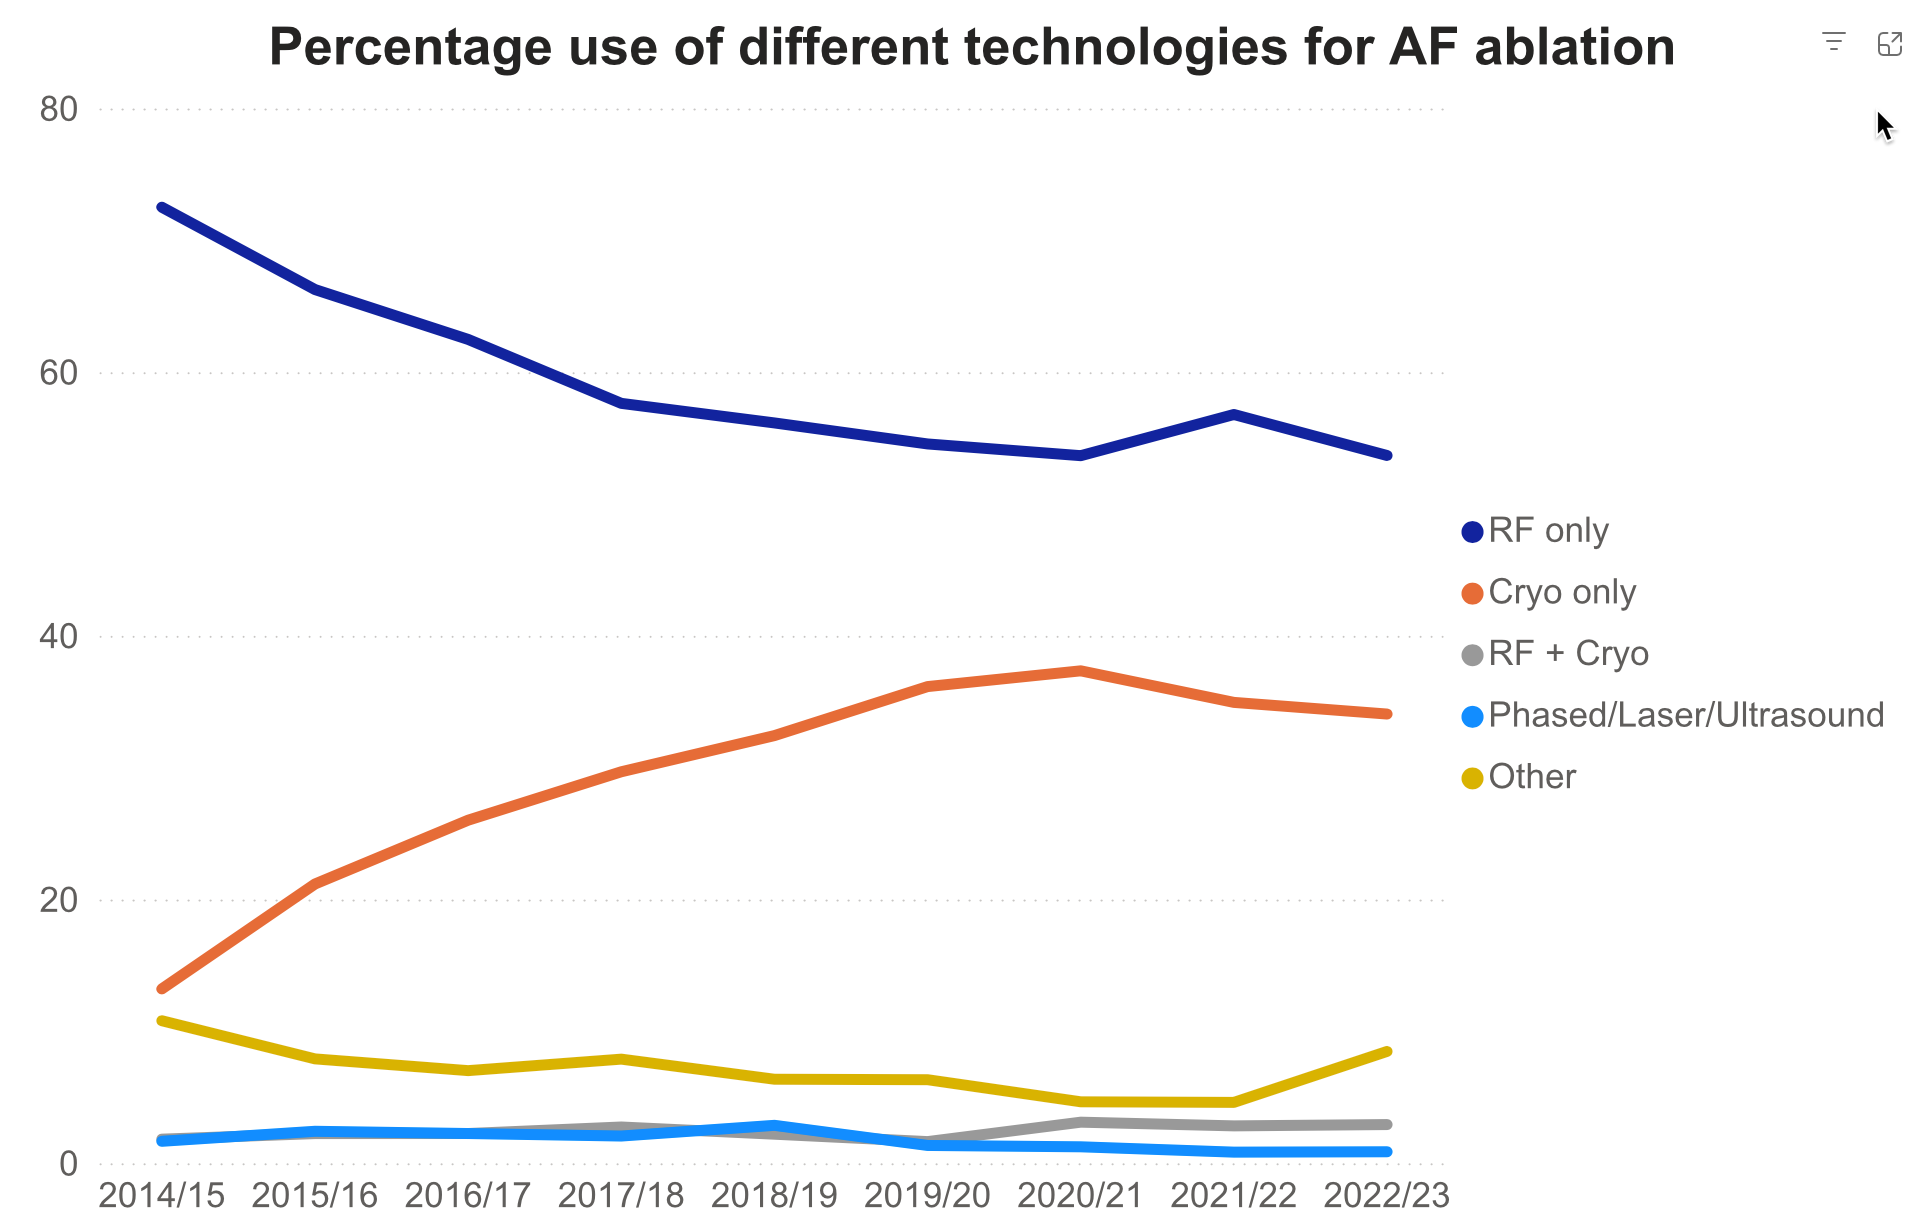 Percentage use of different technologies for AF ablation
80
60
40
20
0
2014/15 2015/16 2016/17 2017/18 2018/19 2019/20 2020/21 2021/22 2022/23
RF only
Cryo only
RF + Cryo
Phased/Laser/Ultrasound
Other